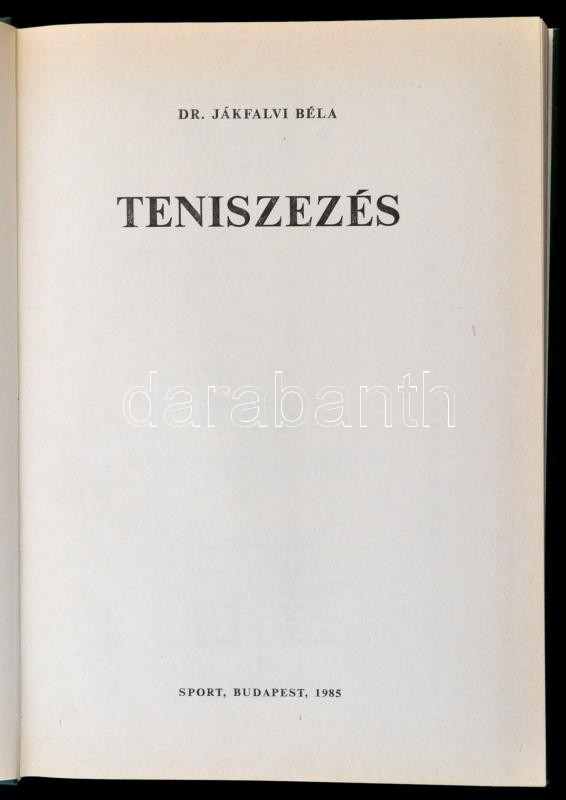 DR. JÁKFALVI BÉLA
TENISZEZÉS
darabanth
SPORT, BUDAPEST, 1985